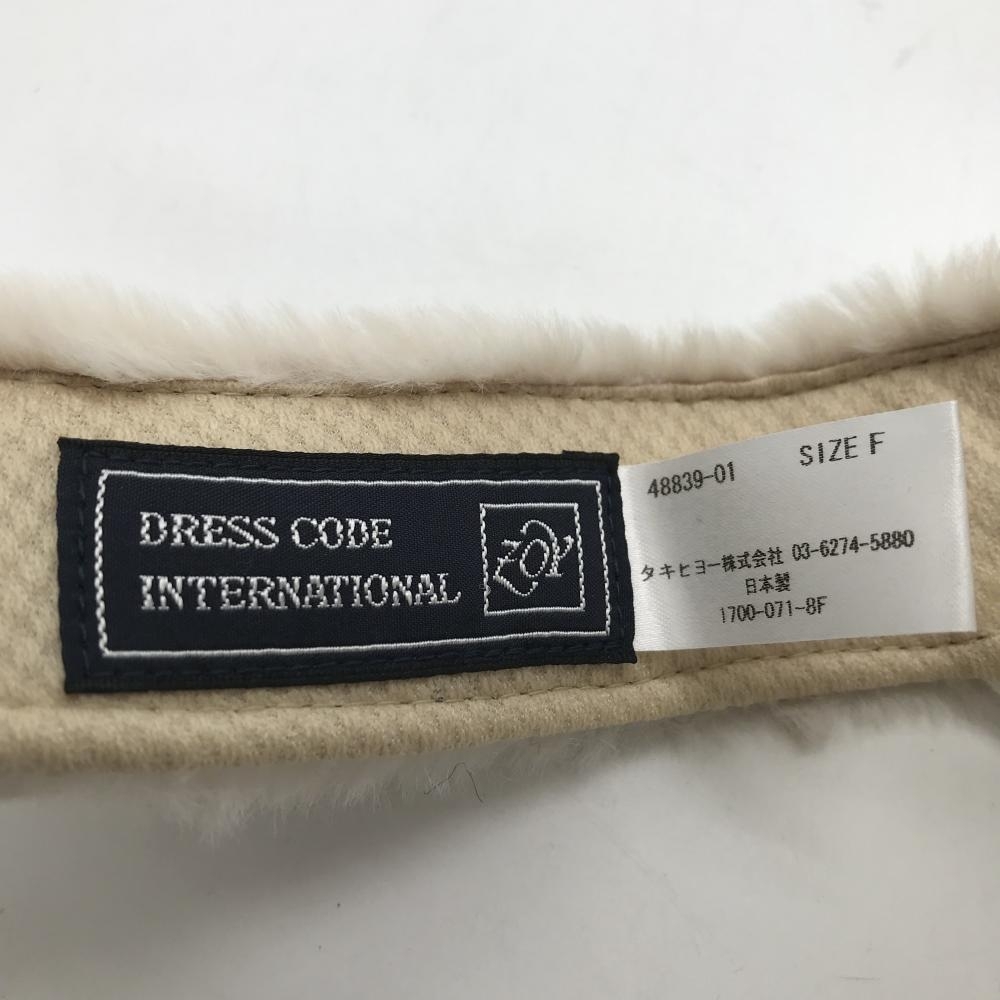 DRESS CODE
INTERNATIONAL
ZOY
48839-01
SIZE F
タキヒヨー株式会社 03-6274-5880
日本製
1700-071-8F